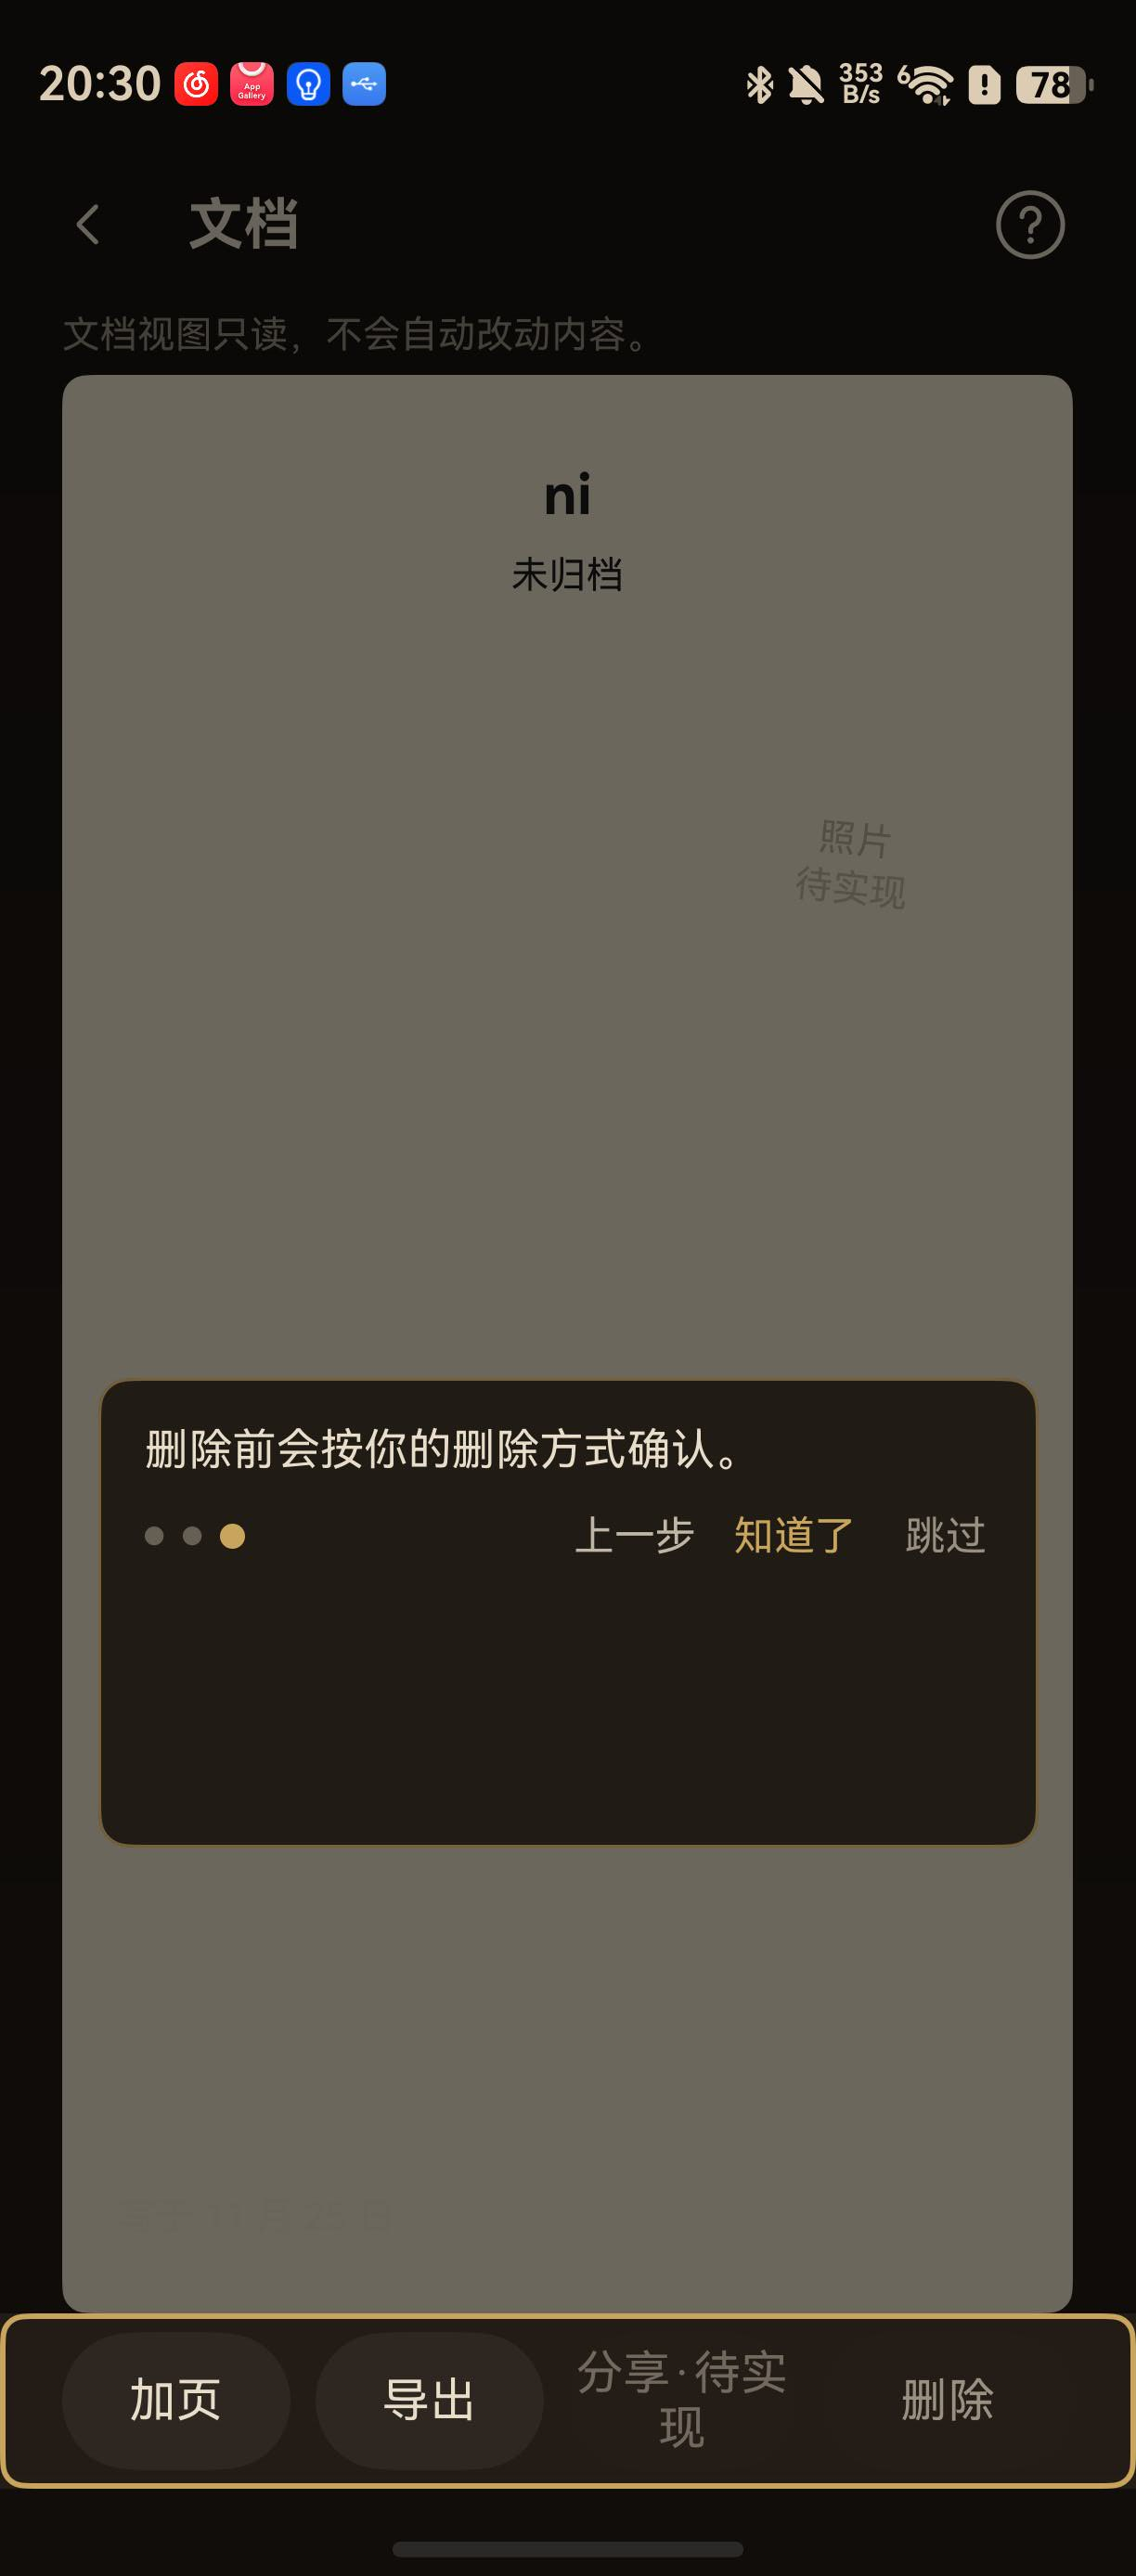 20:30
App
Gallery
353
B/s
6
78
文档
文档视图只读，不会自动改动内容。
ni
未归档
照片
待实现
删除前会按你的删除方式确认。
上一步 知道了 跳过
加页 导出 分享·待实现 删除